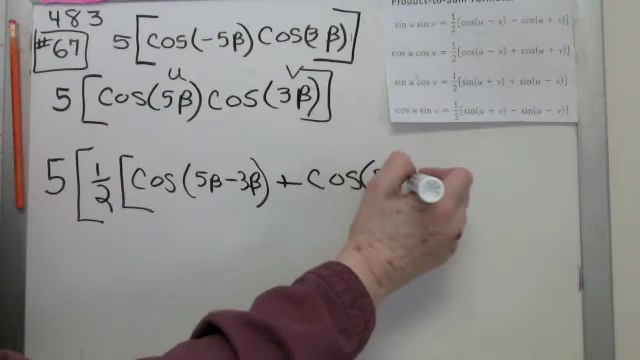 483
#67
5[cos(-5β)cos(3β)]
u v
5[cos(5β)cos(3β)]
5[½[cos(5β-3β)+cos(
Product-to-Sum Formulas
sin u sin v = ½[cos(u − v) − cos(u + v)]
cos u cos v = ½[cos(u − v) + cos(u + v)]
sin u cos v = ½[sin(u + v) + sin(u − v)]
cos u sin v = ½[sin(u + v) − sin(u − v)]